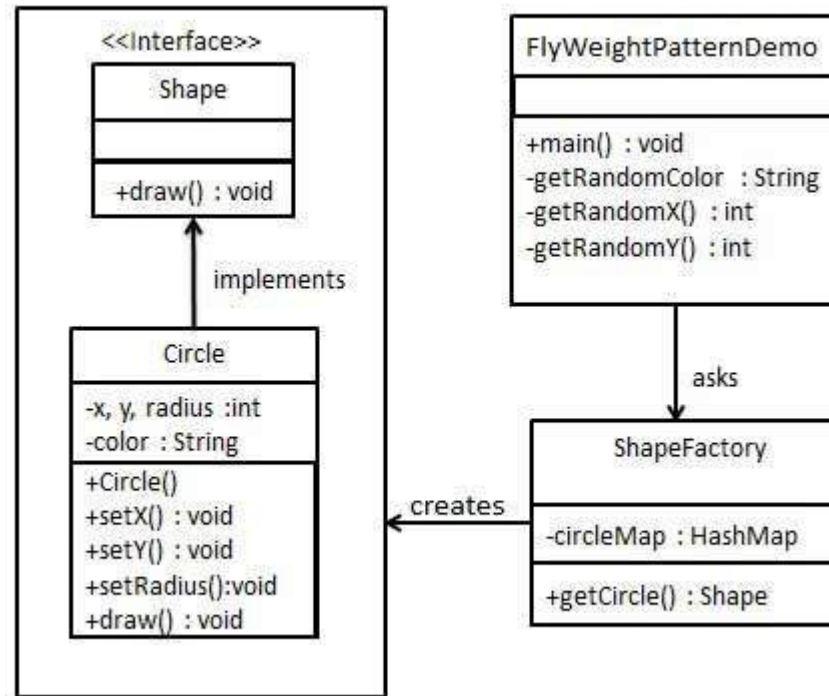 <<Interface>>
Shape
+draw() : void
implements
Circle
-x, y, radius :int
-color : String
+Circle()
+setX() : void
+setY() : void
+setRadius():void
+draw() : void
FlyWeightPatternDemo
+main() : void
-getRandomColor : String
-getRandomX() : int
-getRandomY() : int
asks
ShapeFactory
-circleMap : HashMap
+getCircle() : Shape
creates